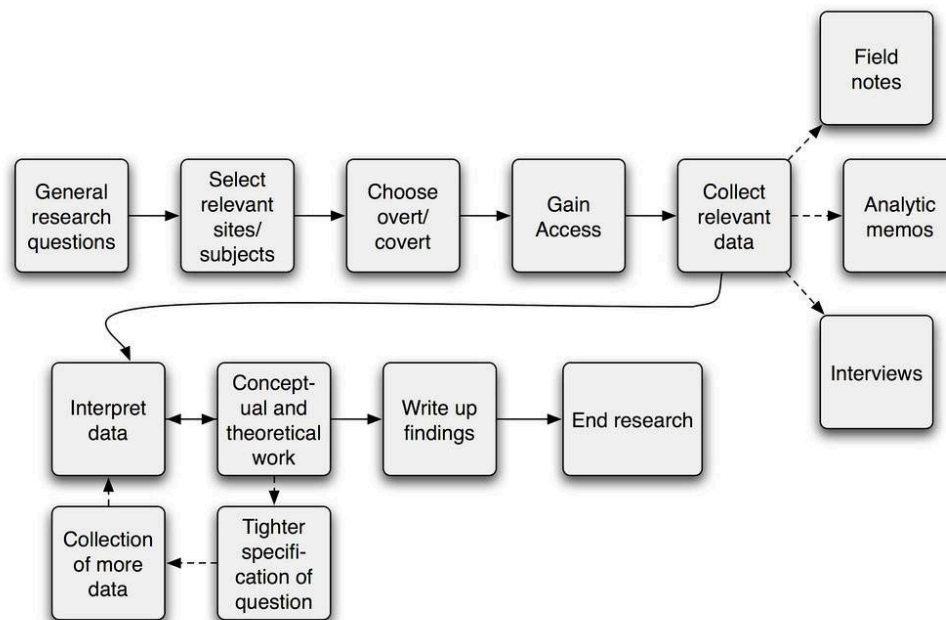 Field
notes
General
research
questions
Select
relevant
sites/
subjects
Choose
overt/
covert
Gain
Access
Collect
relevant
data
Analytic
memos
Interviews
Interpret
data
Concept-
ual and
theoretical
work
Write up
findings
End research
Collection
of more
data
Tighter
specifi-
cation of
question